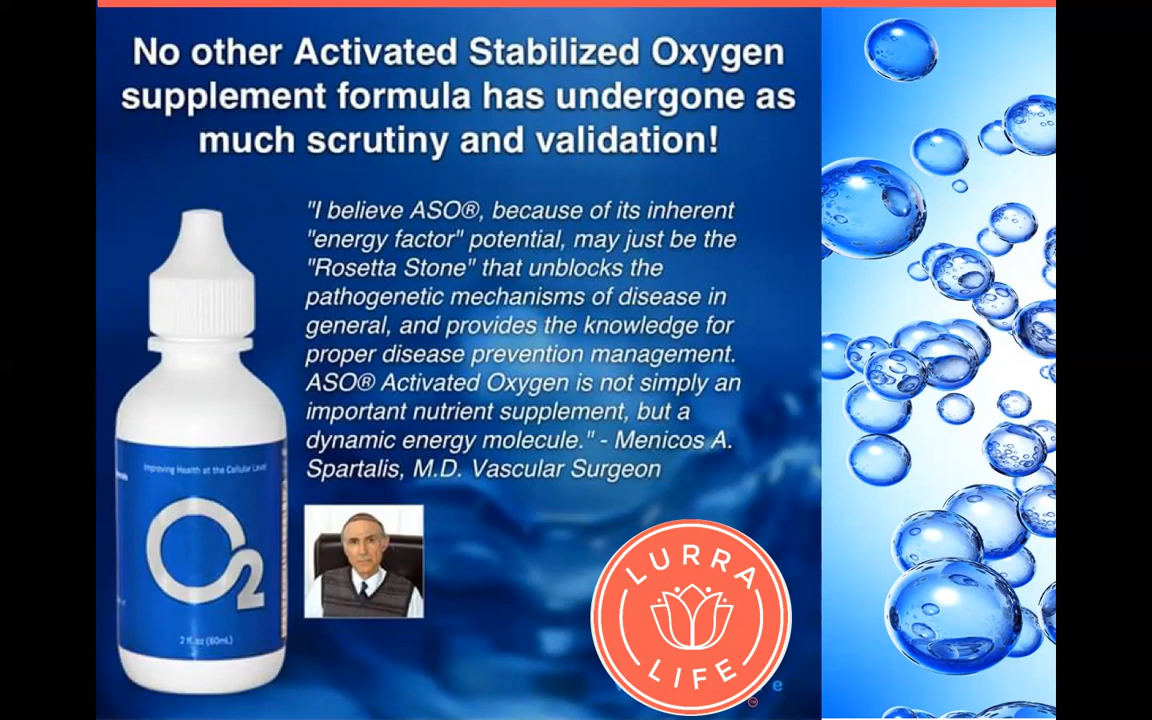 No other Activated Stabilized Oxygen
supplement formula has undergone as
much scrutiny and validation!
"I believe ASO®, because of its inherent
"energy factor" potential, may just be the
"Rosetta Stone" that unblocks the
pathogenetic mechanisms of disease in
general, and provides the knowledge for
proper disease prevention management.
ASO® Activated Oxygen is not simply an
important nutrient supplement, but a
dynamic energy molecule." - Menicos A.
Spartalis, M.D. Vascular Surgeon
Improving Health at the Cellular Level
O2
2 fl. oz (60mL)
LURRA
LIFE